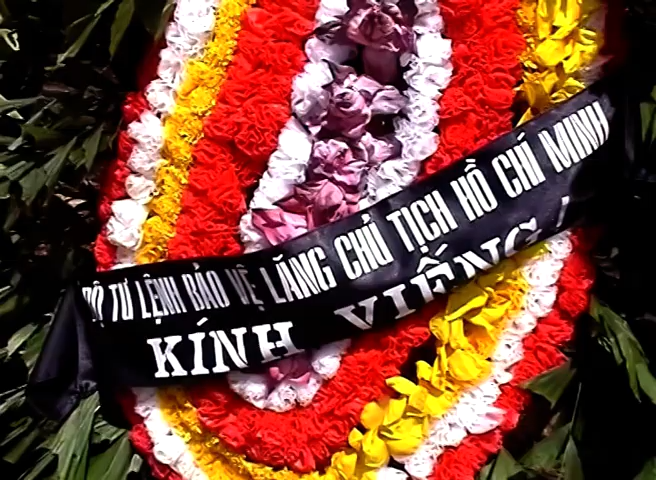 BỘ TƯ LỆNH BẢO VỆ LĂNG CHỦ TỊCH HỒ CHÍ MINH
KÍNH VIẾNG